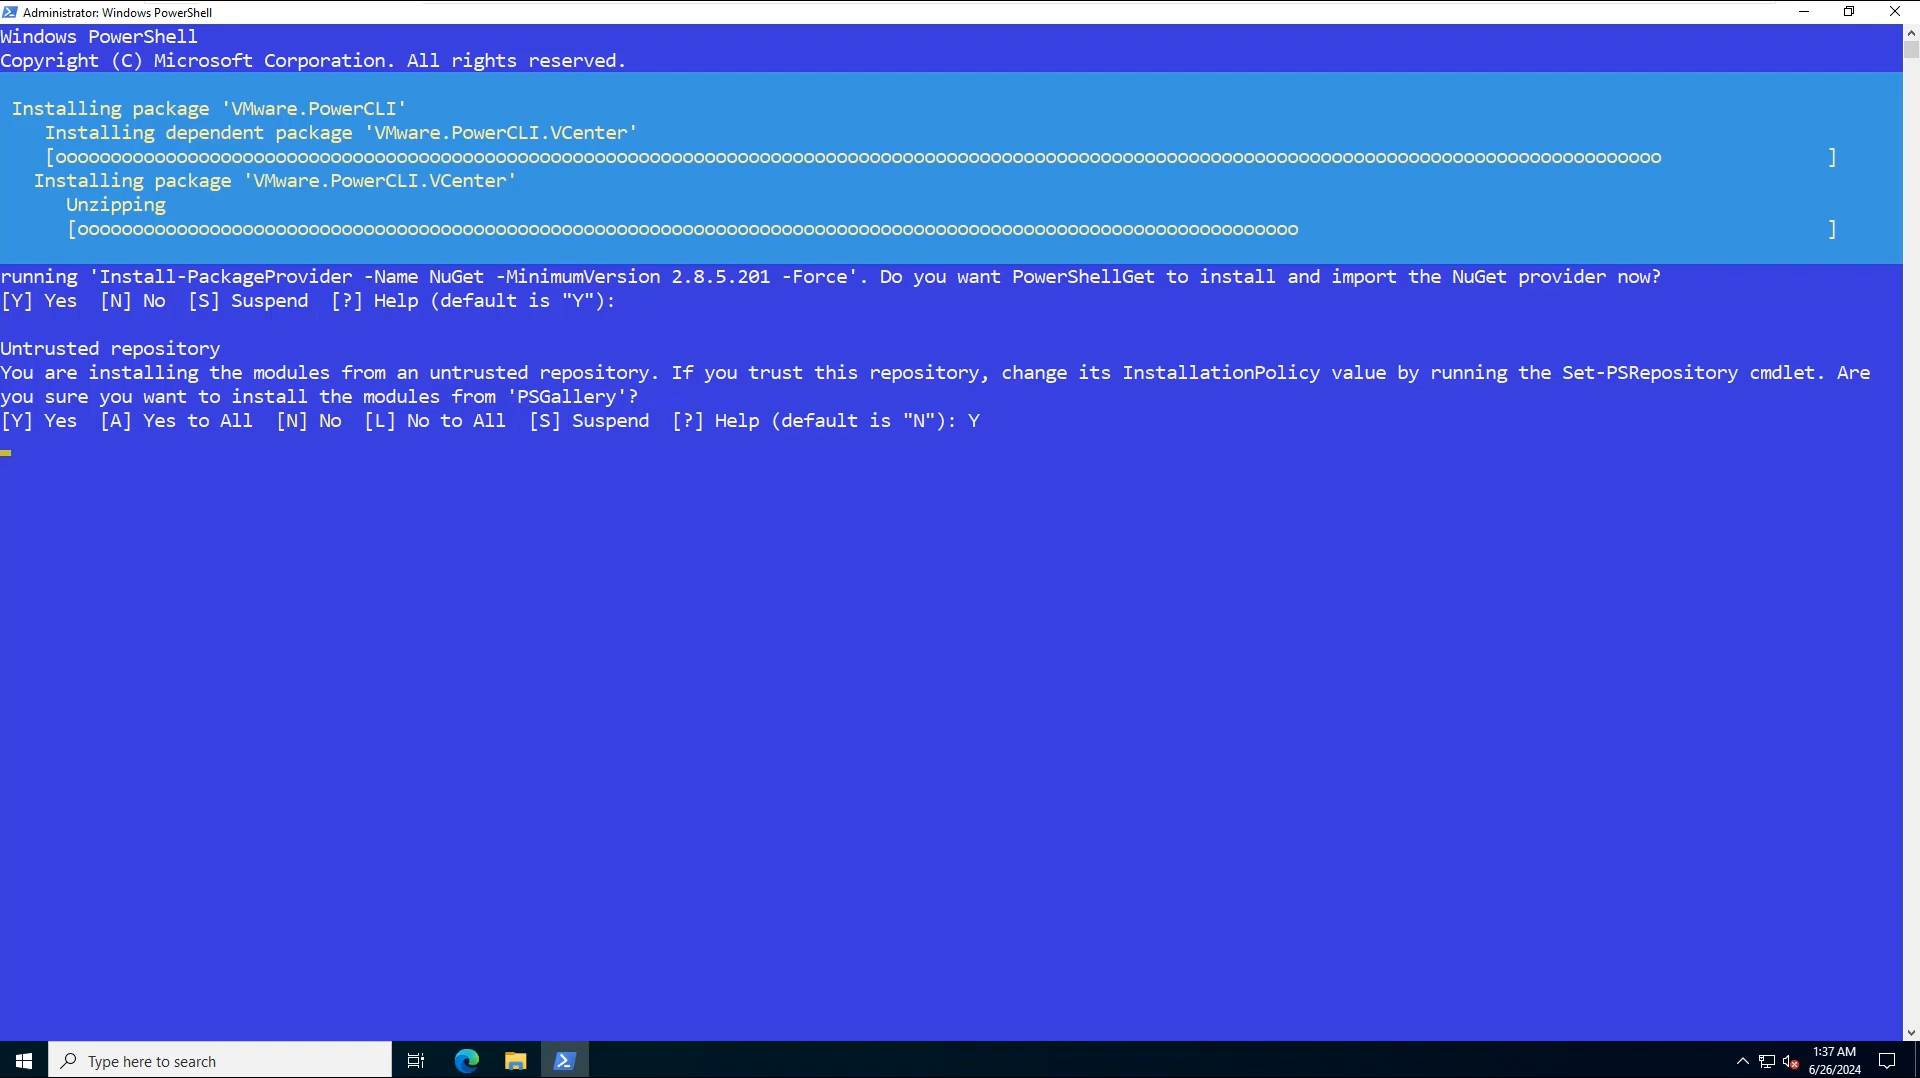 Administrator: Windows PowerShell
Windows PowerShell
Copyright (C) Microsoft Corporation. All rights reserved.
Installing package 'VMware.PowerCLI'
Installing dependent package 'VMware.PowerCLI.VCenter'
[oooooooooooooooooooooooooooooooooooooooooooooooooooooooooooooooooooooooooooooooooooooooooooooooooooooooooooooooooooooooooooooooooooooooooooooooooo               ]
Installing package 'VMware.PowerCLI.VCenter'
Unzipping
[ooooooooooooooooooooooooooooooooooooooooooooooooooooooooooooooooooooooooooooooooooooooooooooooooooooooooooooooo                                                ]
running 'Install-PackageProvider -Name NuGet -MinimumVersion 2.8.5.201 -Force'. Do you want PowerShellGet to install and import the NuGet provider now?
[Y] Yes  [N] No  [S] Suspend  [?] Help (default is "Y"):
Untrusted repository
You are installing the modules from an untrusted repository. If you trust this repository, change its InstallationPolicy value by running the Set-PSRepository cmdlet. Are
you sure you want to install the modules from 'PSGallery'?
[Y] Yes  [A] Yes to All  [N] No  [L] No to All  [S] Suspend  [?] Help (default is "N"): Y
Type here to search
1:37 AM
6/26/2024